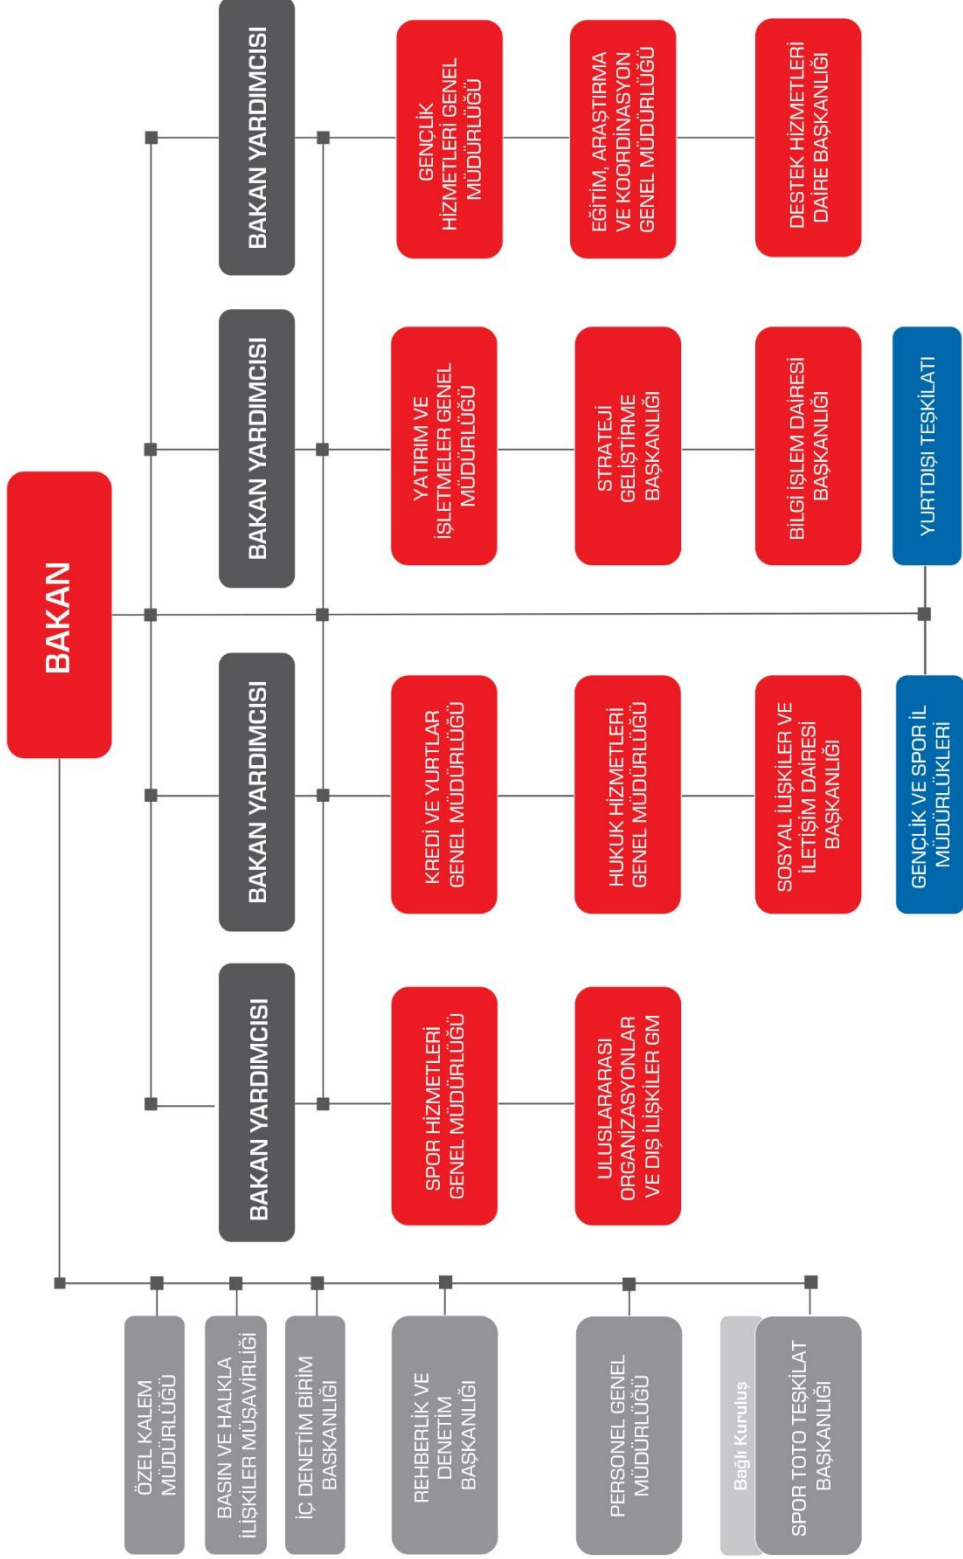 BAKAN
BAKAN YARDIMCISI
BAKAN YARDIMCISI
BAKAN YARDIMCISI
BAKAN YARDIMCISI
ÖZEL KALEM
MÜDÜRLÜĞÜ
BASIN VE HALKLA
İLİŞKİLER MÜŞAVİRLİĞİ
İÇ DENETİM BİRİM
BASKANLIĞI
REHBERLİK VE
DENETİM
BAŞKANLIĞI
PERSONEL GENEL
MÜDÜRLÜĞÜ
Bağlı Kuruluş
SPOR TOTO TEŞKİLAT
BAŞKANLIĞI
SPOR HİZMETLERİ
GENEL MÜDÜRLÜĞÜ
ULUSLARARASI
ORGANİZASYONLAR
VE DIŞ İLİŞKİLER GM
KREDİ VE YURTLAR
GENEL MÜDÜRLÜĞÜ
HUKUK HİZMETLERİ
GENEL MÜDÜRLÜĞÜ
SOSYAL İLİŞKİLER VE
İLETİŞİM DAİRESİ
BAŞKANLIĞI
YATIRIM VE
İŞLETMELER GENEL
MÜDÜRLÜĞÜ
STRATEJİ
GELİŞTİRME
BAŞKANLIĞI
BİLGİ İŞLEM DAİRESİ
BAŞKANLIĞI
GENÇLİK
HİZMETLERİ GENEL
MÜDÜRLÜĞÜ
EĞİTİM, ARAŞTIRMA
VE KOORDİNASYON
GENEL MÜDÜRLÜĞÜ
DESTEK HİZMETLERİ
DAİRE BAŞKANLIĞI
GENÇLİK VE SPOR İL
MÜDÜRLÜKLERİ
YURTDIŞI TEŞKİLATI